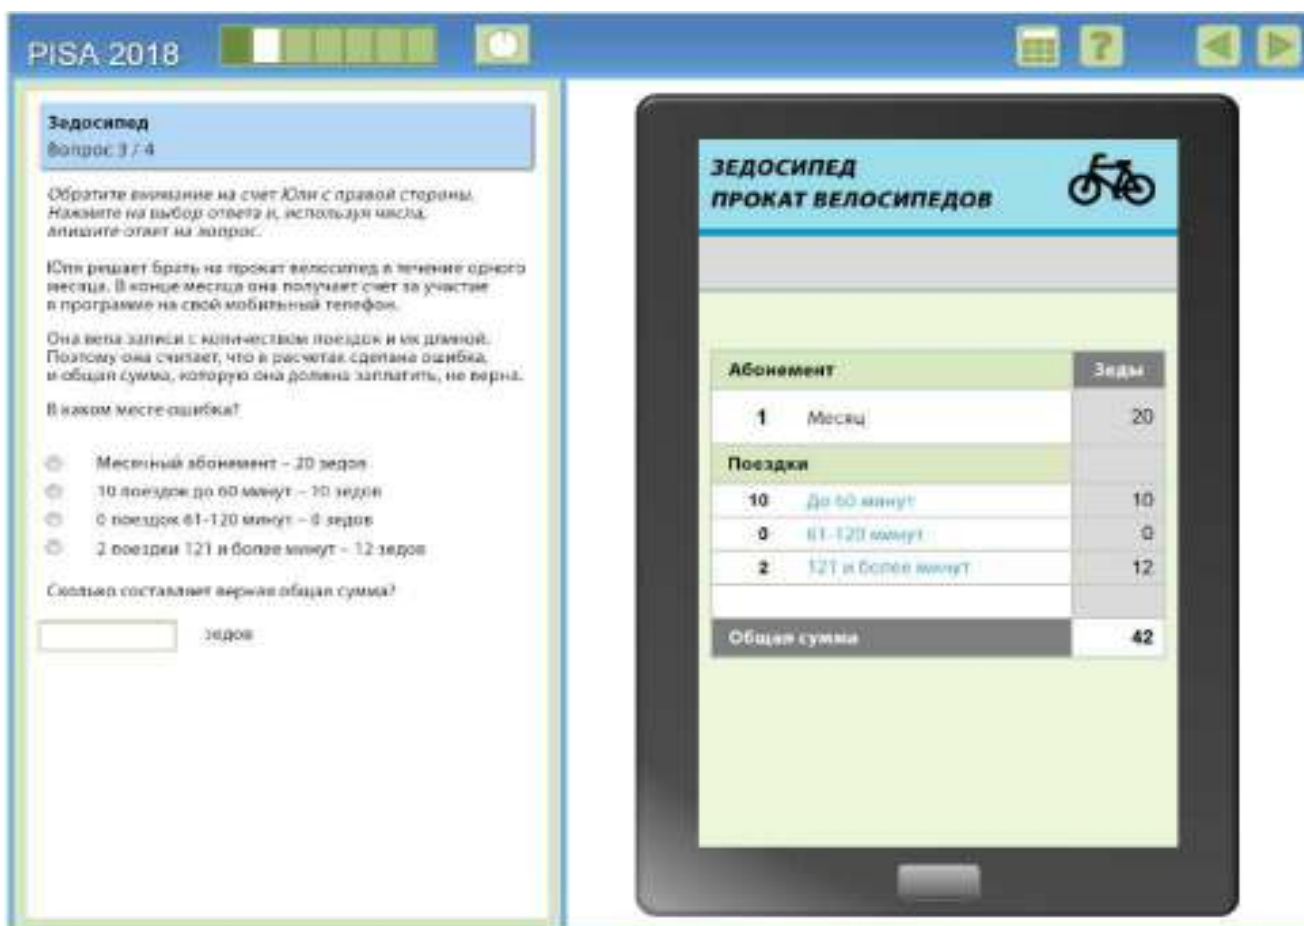 PISA 2018
?
Зедосипед
Вопрос 3 / 4
Обратите внимание на счет Юли с правой стороны.
Нажмите на выбор ответа и, используя числа,
впишите ответ на вопрос.
Юля решает брать на прокат велосипед в течение одного
месяца. В конце месяца она получает счет за участие
в программе на свой мобильный телефон.
Она вела записи с количеством поездок и их длиной.
Поэтому она считает, что в расчетах сделана ошибка,
и общая сумма, которую она должна заплатить, не верна.
В каком месте ошибка?
Месячный абонемент – 20 зедов
10 поездок до 60 минут – 10 зедов
0 поездок 61-120 минут – 0 зедов
2 поездки 121 и более минут – 12 зедов
Сколько составляет верная общая сумма?
зедов
ЗЕДОСИПЕД
ПРОКАТ ВЕЛОСИПЕДОВ
Абонемент Зеды
1 Месяц 20
Поездки
10 До 60 минут 10
0 61-120 минут 0
2 121 и более минут 12
Общая сумма 42